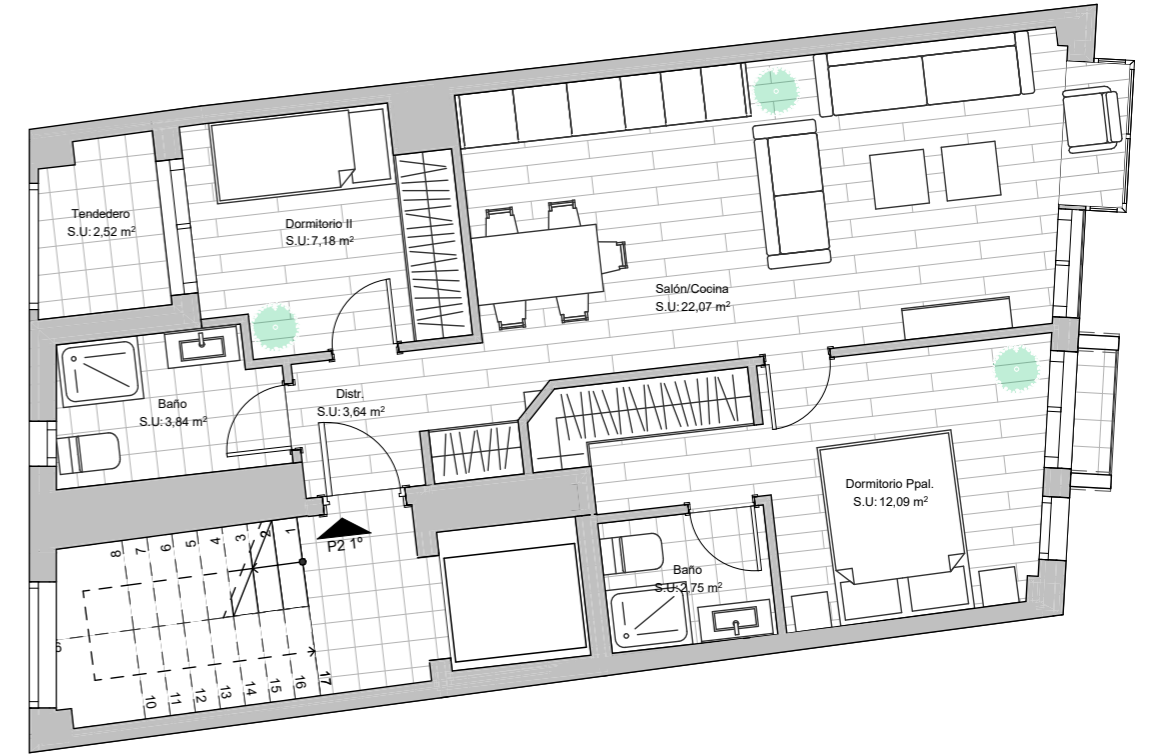 Tendedero
S.U: 2,52 m²
Dormitorio II
S.U: 7,18 m²
Salón/Cocina
S.U: 22,07 m²
Distr.
S.U: 3,64 m²
Baño
S.U: 3,84 m²
Dormitorio Ppal.
S.U: 12,09 m²
P2 1º
Baño
S.U: 2,75 m²
8
7
6
5
4
3
2
1
10
11
12
13
14
15
16
17